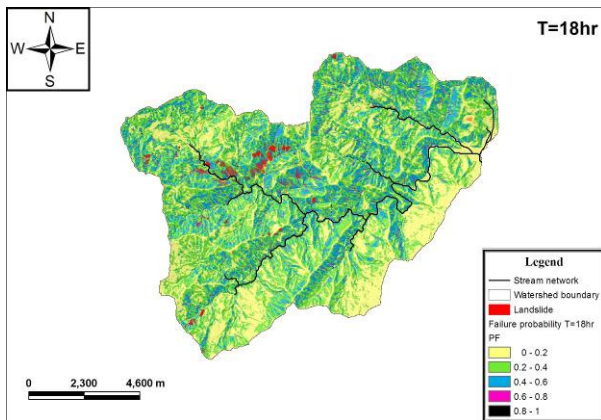 N
T=18hr
W E
S
Legend
Stream network
Watershed boundary
Landslide
Failure probability T=18hr
PF
0 - 0.2
0.2 - 0.4
0.4 - 0.6
0.6 - 0.8
0.8 - 1
0 2,300 4,600 m